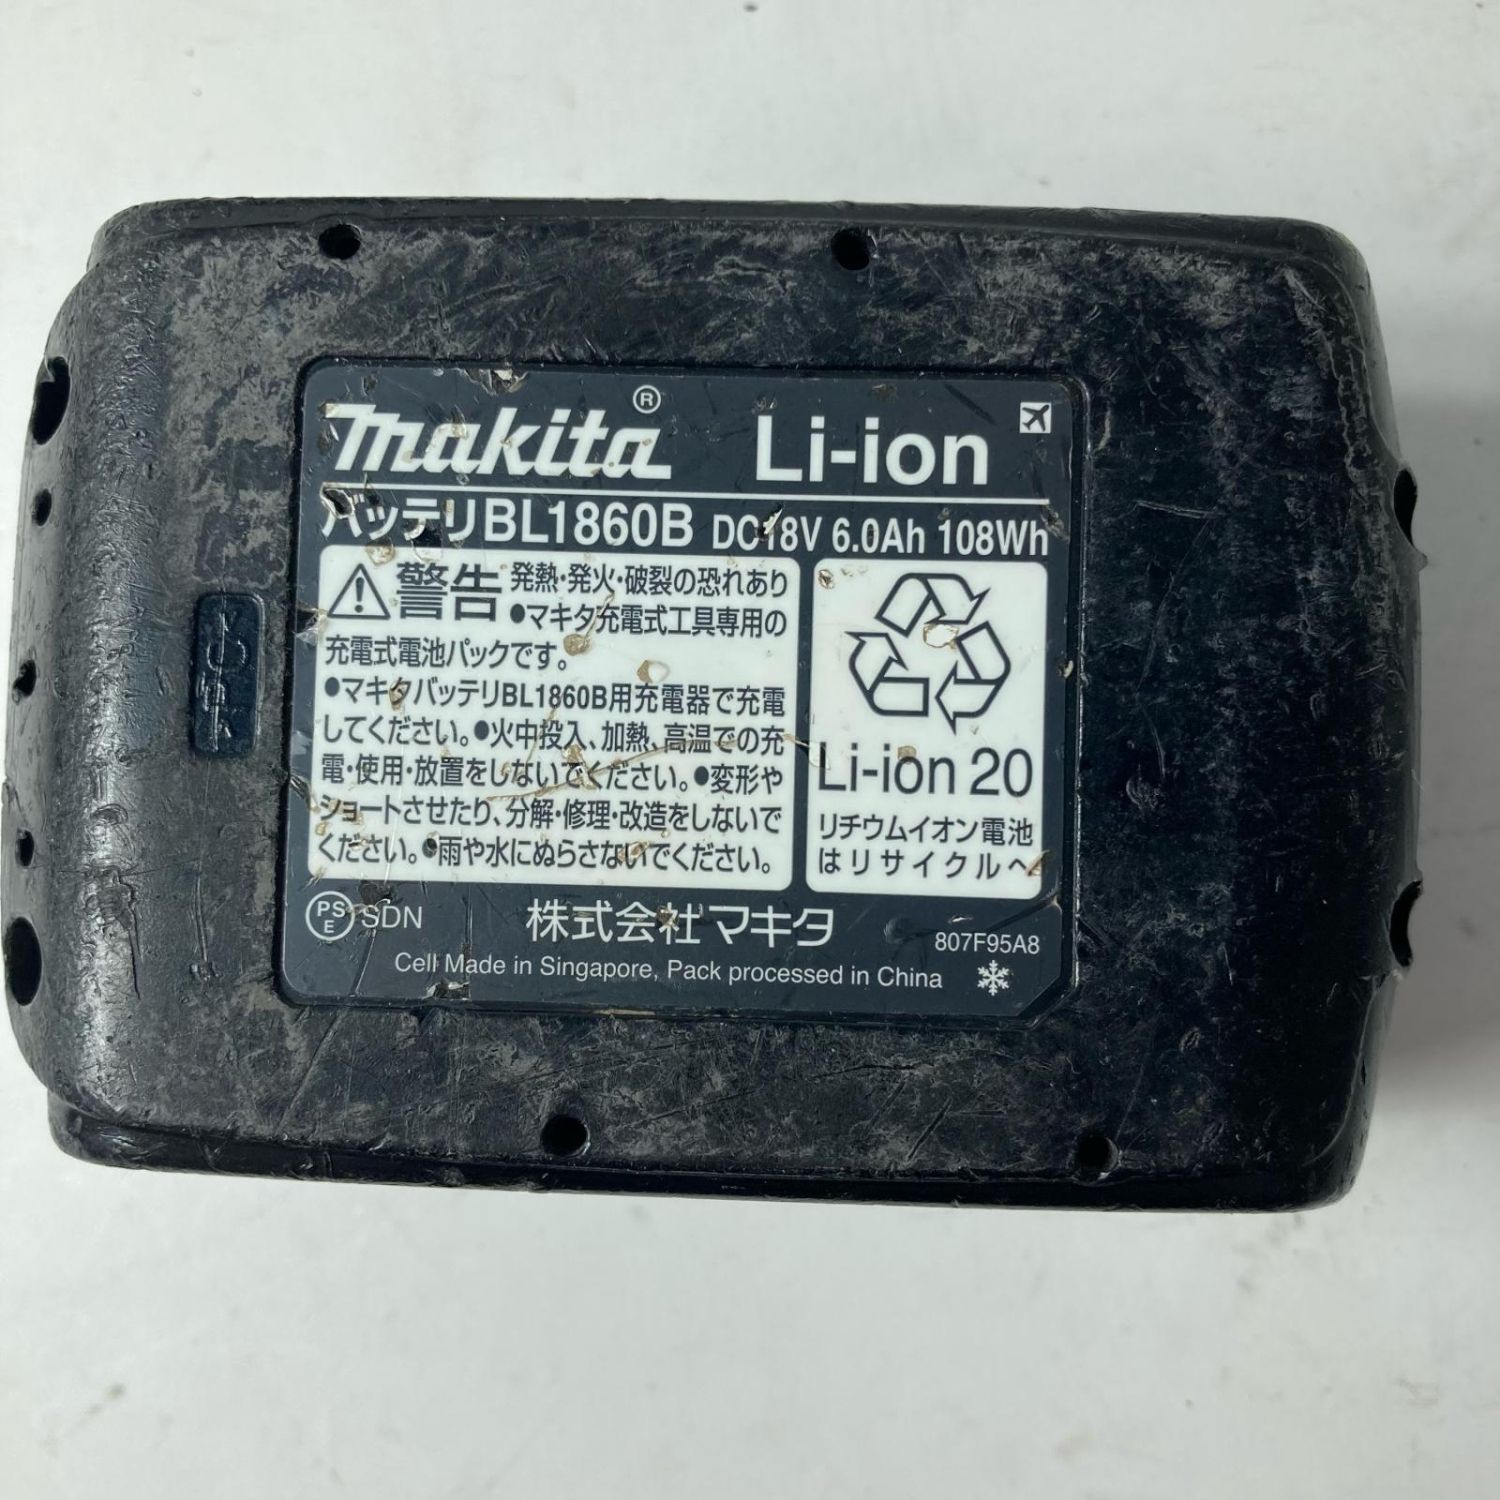 makita® Li-ion
バッテリBL1860B DC18V 6.0Ah 108Wh
警告 発熱・発火・破裂の恐れあり
●マキタ充電式工具専用の
充電式電池パックです。
●マキタバッテリBL1860B用充電器で充電
してください。●火中投入、加熱、高温での充
電・使用・放置をしないでください。●変形や
ショートさせたり、分解・修理・改造をしないで
ください。●雨や水にぬらさないでください。
Li-ion 20
リチウムイオン電池
はリサイクルへ
PSE SDN
株式会社マキタ
807F95A8
Cell Made in Singapore, Pack processed in China